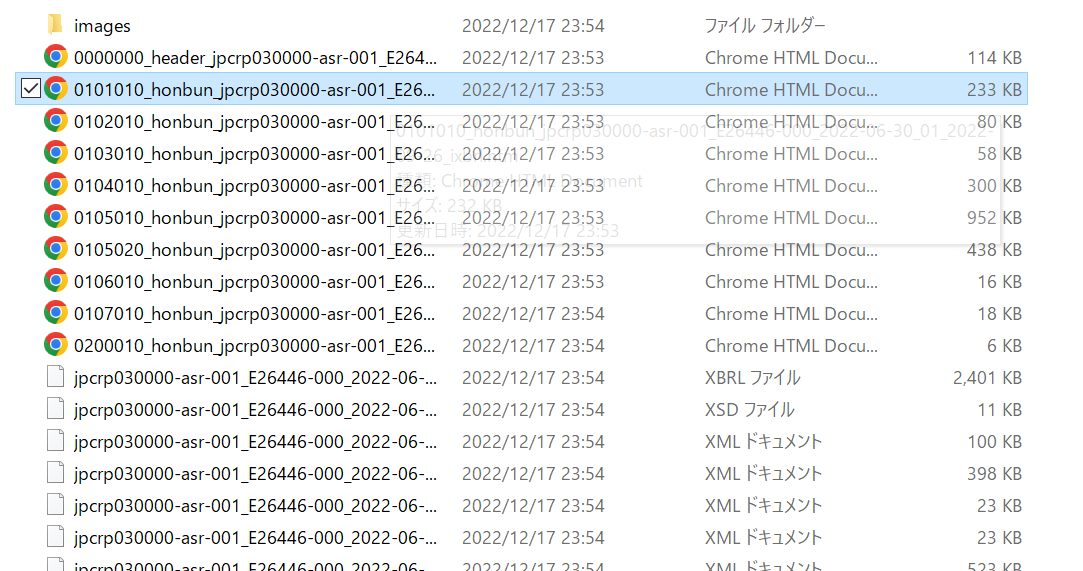 images 2022/12/17 23:54 ファイル フォルダー
0000000_header_jpcrp030000-asr-001_E264... 2022/12/17 23:53 Chrome HTML Docu... 114 KB
0101010_honbun_jpcrp030000-asr-001_E26... 2022/12/17 23:53 Chrome HTML Docu... 233 KB
0102010_honbun_jpcrp030000-asr-001_E26... 2022/12/17 23:53 Chrome HTML Docu... 80 KB
0101010_honbun_jpcrp030000-asr-001_E26446-000_2022-06-30_01_2022-
0103010_honbun_jpcrp030000-asr-001_E26... 2022/12/17 23:53 Chrome HTML Docu... 58 KB
種類: Chrome HTML Document
0104010_honbun_jpcrp030000-asr-001_E26... 2022/12/17 23:53 Chrome HTML Docu... 300 KB
サイズ: 232 KB
0105010_honbun_jpcrp030000-asr-001_E26... 2022/12/17 23:53 Chrome HTML Docu... 952 KB
更新日時: 2022/12/17 23:53
0105020_honbun_jpcrp030000-asr-001_E26... 2022/12/17 23:54 Chrome HTML Docu... 438 KB
0106010_honbun_jpcrp030000-asr-001_E26... 2022/12/17 23:54 Chrome HTML Docu... 16 KB
0107010_honbun_jpcrp030000-asr-001_E26... 2022/12/17 23:54 Chrome HTML Docu... 18 KB
0200010_honbun_jpcrp030000-asr-001_E26... 2022/12/17 23:54 Chrome HTML Docu... 6 KB
jpcrp030000-asr-001_E26446-000_2022-06-... 2022/12/17 23:54 XBRL ファイル 2,401 KB
jpcrp030000-asr-001_E26446-000_2022-06-... 2022/12/17 23:54 XSD ファイル 11 KB
jpcrp030000-asr-001_E26446-000_2022-06-... 2022/12/17 23:54 XML ドキュメント 100 KB
jpcrp030000-asr-001_E26446-000_2022-06-... 2022/12/17 23:54 XML ドキュメント 398 KB
jpcrp030000-asr-001_E26446-000_2022-06-... 2022/12/17 23:54 XML ドキュメント 23 KB
jpcrp030000-asr-001_E26446-000_2022-06-... 2022/12/17 23:54 XML ドキュメント 23 KB
jpcrp030000-asr-001_E26446-000_2022-06-... 2022/12/17 23:54 XML ドキュメント 523 KB